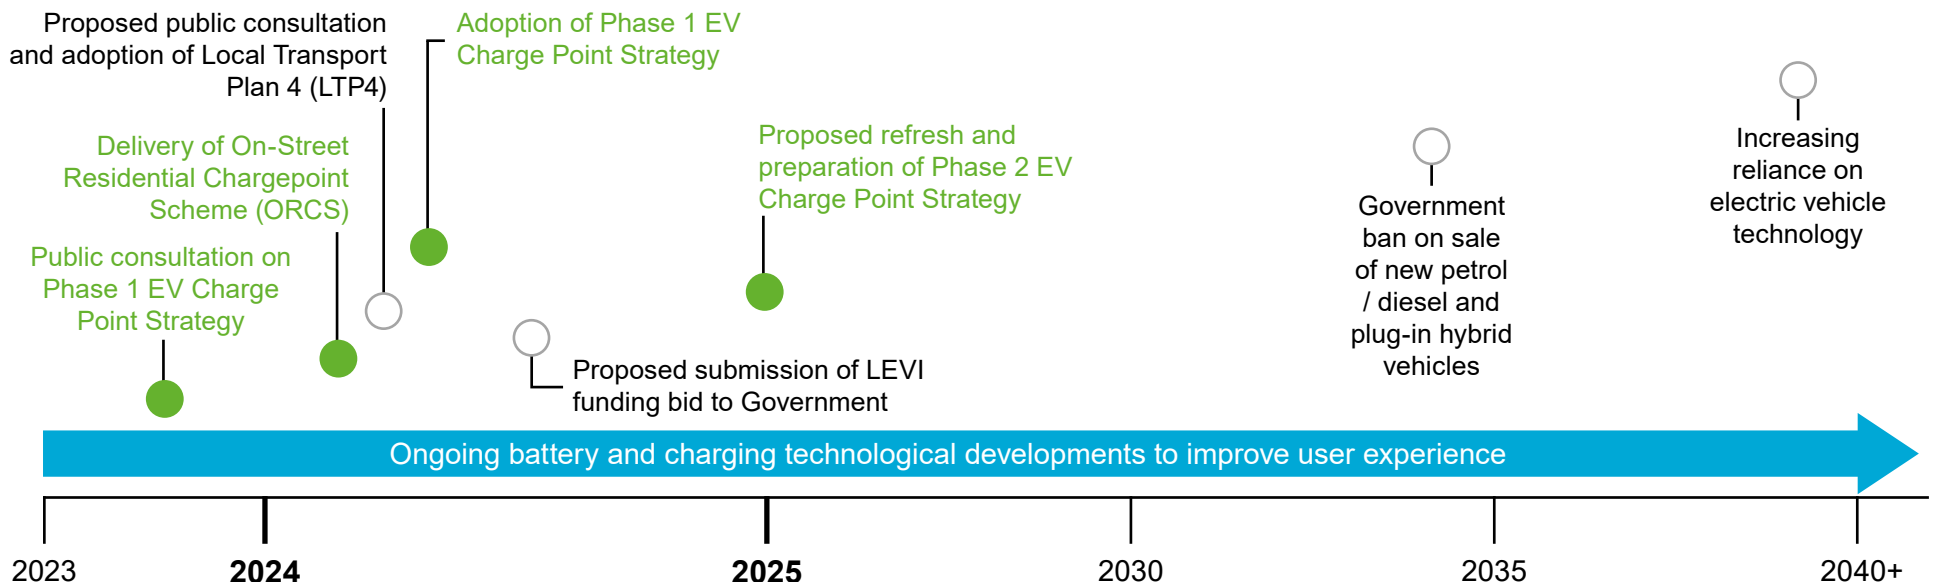 Proposed public consultation
and adoption of Local Transport
Plan 4 (LTP4)
Adoption of Phase 1 EV
Charge Point Strategy
Delivery of On-Street
Residential Chargepoint
Scheme (ORCS)
Public consultation on
Phase 1 EV Charge
Point Strategy
Proposed refresh and
preparation of Phase 2 EV
Charge Point Strategy
Proposed submission of LEVI
funding bid to Government
Government
ban on sale
of new petrol
/ diesel and
plug-in hybrid
vehicles
Increasing
reliance on
electric vehicle
technology
Ongoing battery and charging technological developments to improve user experience
2023
2024
2025
2030
2035
2040+